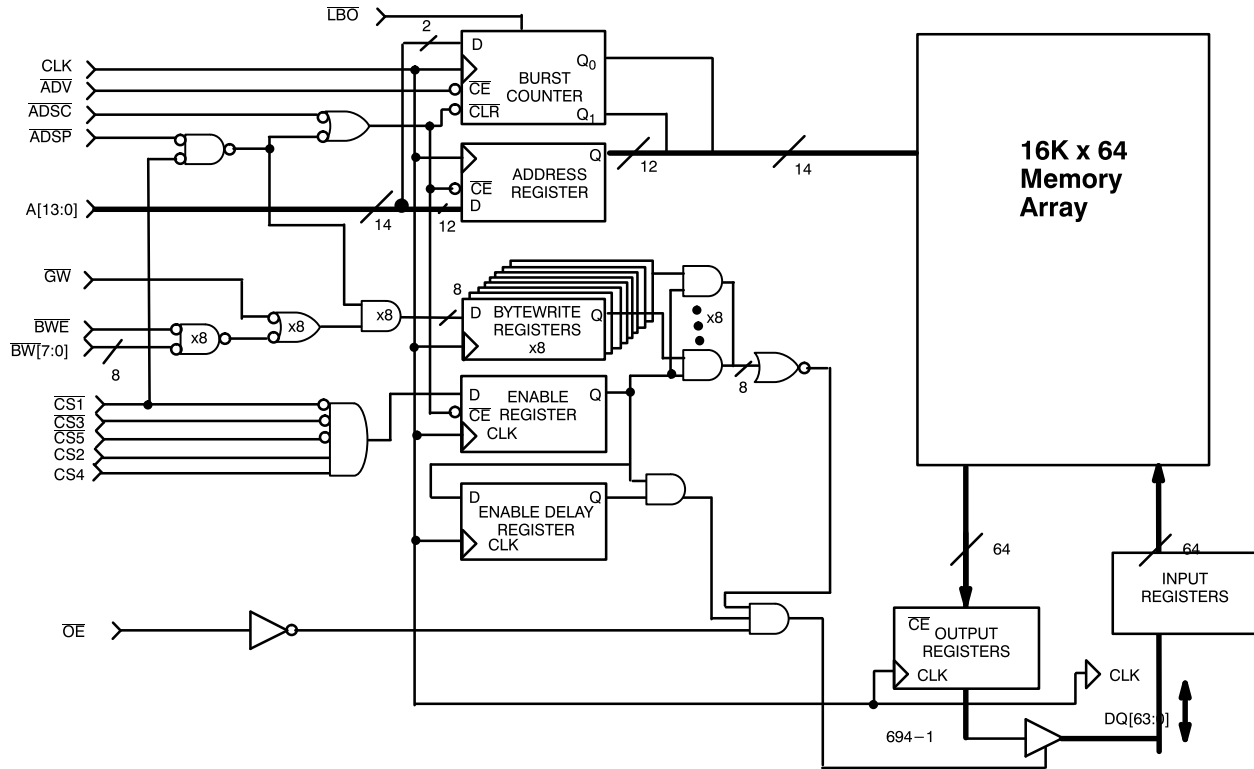 LBO
2
D
Q0
CLK
BURST
COUNTER
ADV
CE
ADSC
CLR
Q1
ADSP
12
14
Q
ADDRESS
REGISTER
CE
D
A[13:0]
14
12
16K x 64
Memory
Array
GW
8
D
BYTEWRITE
REGISTERS
x8
Q
x8
BWE
x8
x8
x8
BW[7:0]
8
8
CS1
D
ENABLE
REGISTER
Q
CE
CLK
CS3
CS5
CS2
CS4
D
ENABLE DELAY
REGISTER
Q
CLK
64
64
INPUT
REGISTERS
OE
CE
OUTPUT
REGISTERS
CLK
CLK
DQ[63:0]
694−1